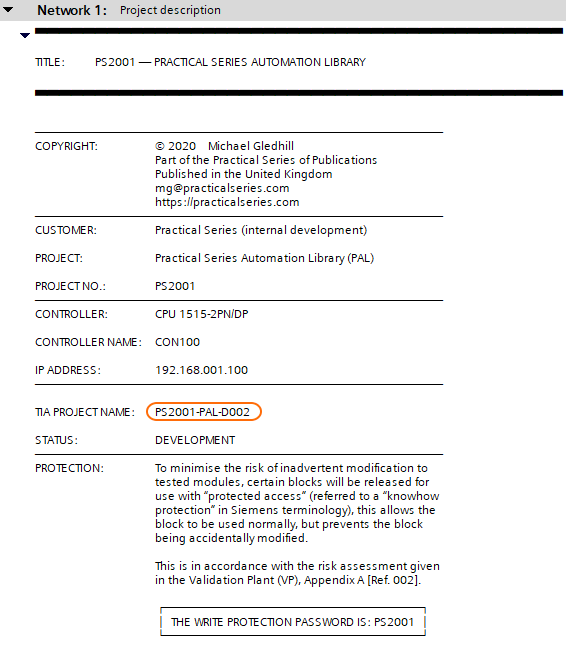 Network 1: Project description
TITLE: PS2001 — PRACTICAL SERIES AUTOMATION LIBRARY
COPYRIGHT: © 2020 Michael Gledhill
Part of the Practical Series of Publications
Published in the United Kingdom
mg@practicalseries.com
https://practicalseries.com
CUSTOMER: Practical Series (internal development)
PROJECT: Practical Series Automation Library (PAL)
PROJECT NO.: PS2001
CONTROLLER: CPU 1515-2PN/DP
CONTROLLER NAME: CON100
IP ADDRESS: 192.168.001.100
TIA PROJECT NAME: PS2001-PAL-D002
STATUS: DEVELOPMENT
PROTECTION: To minimise the risk of inadvertent modification to
tested modules, certain blocks will be released for
use with “protected access” (referred to a “knowhow
protection” in Siemens terminology), this allows the
block to be used normally, but prevents the block
being accidentally modified.
This is in accordance with the risk assessment given
in the Validation Plant (VP), Appendix A [Ref. 002].
THE WRITE PROTECTION PASSWORD IS: PS2001